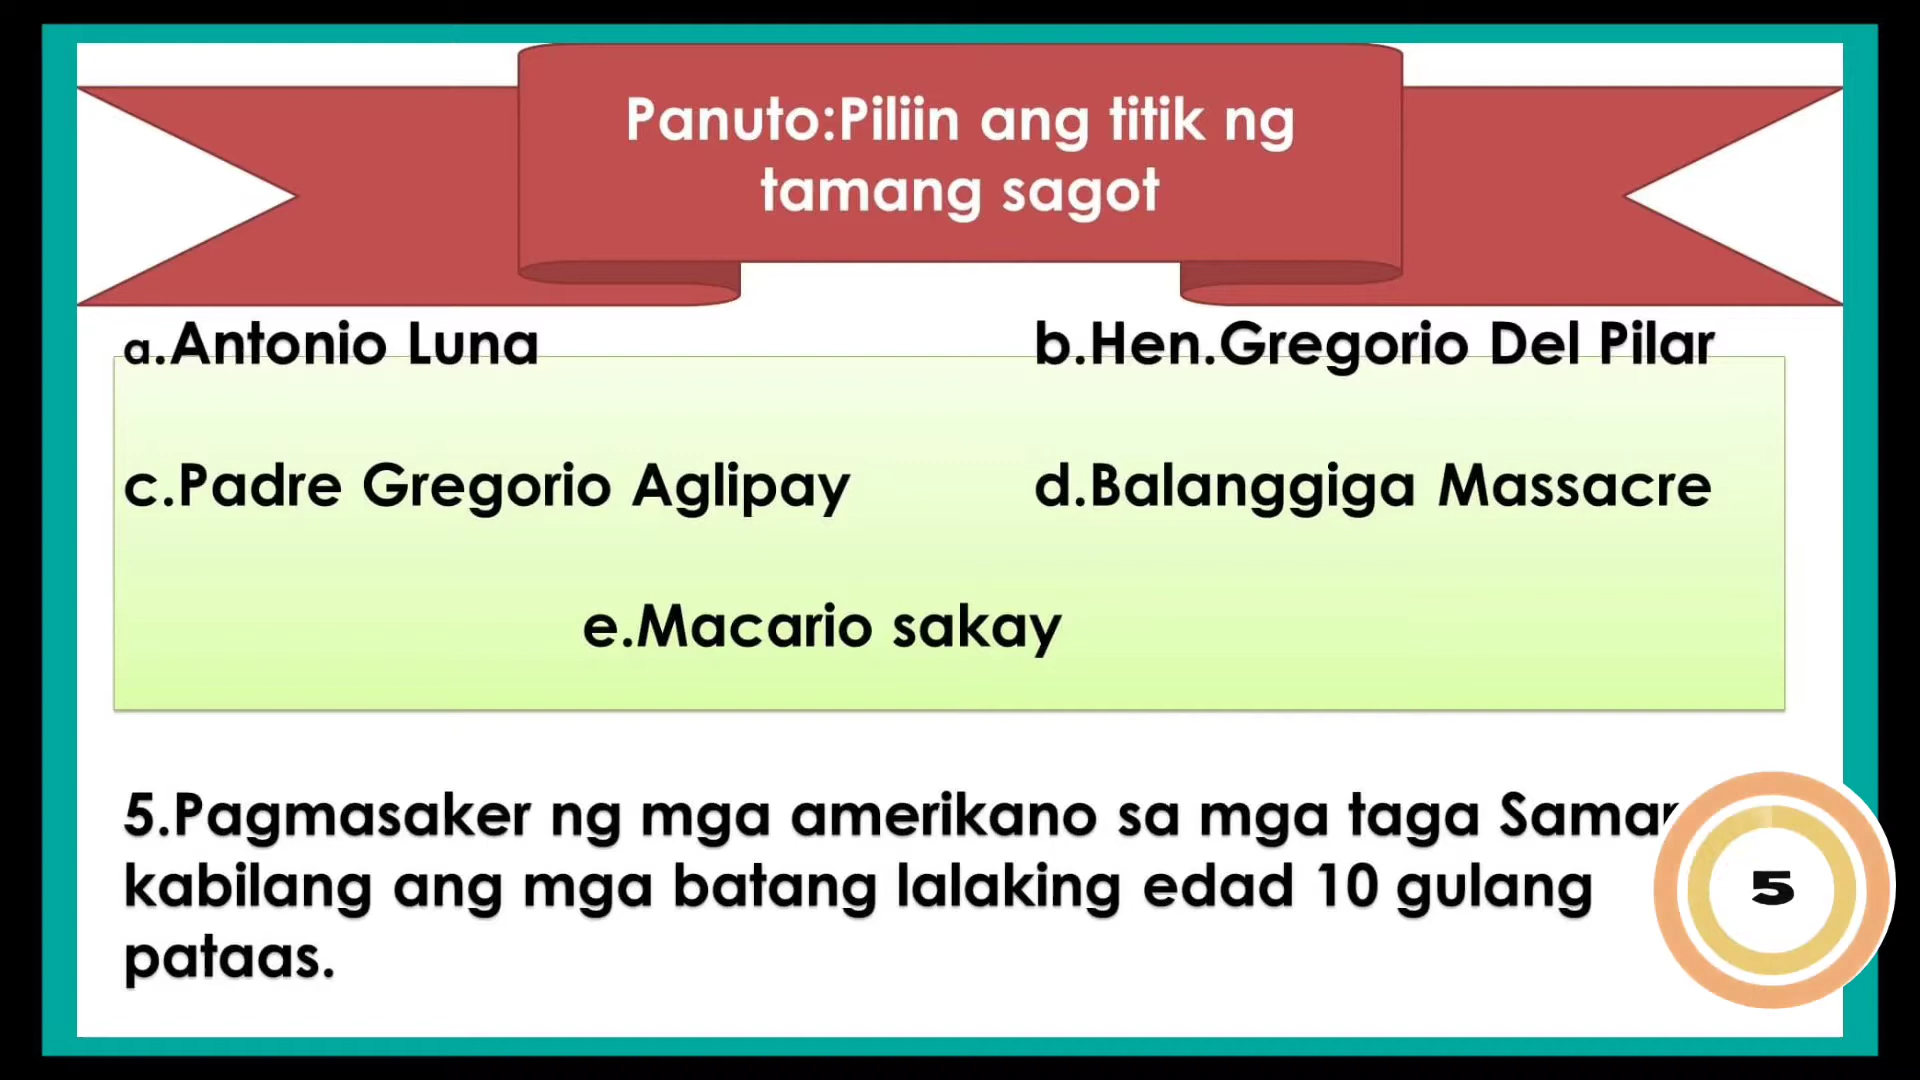 Panuto:Piliin ang titik ng
tamang sagot
a.Antonio Luna b.Hen.Gregorio Del Pilar
c.Padre Gregorio Aglipay d.Balanggiga Massacre
e.Macario sakay
5.Pagmasaker ng mga amerikano sa mga taga Samar
kabilang ang mga batang lalaking edad 10 gulang
pataas.
5